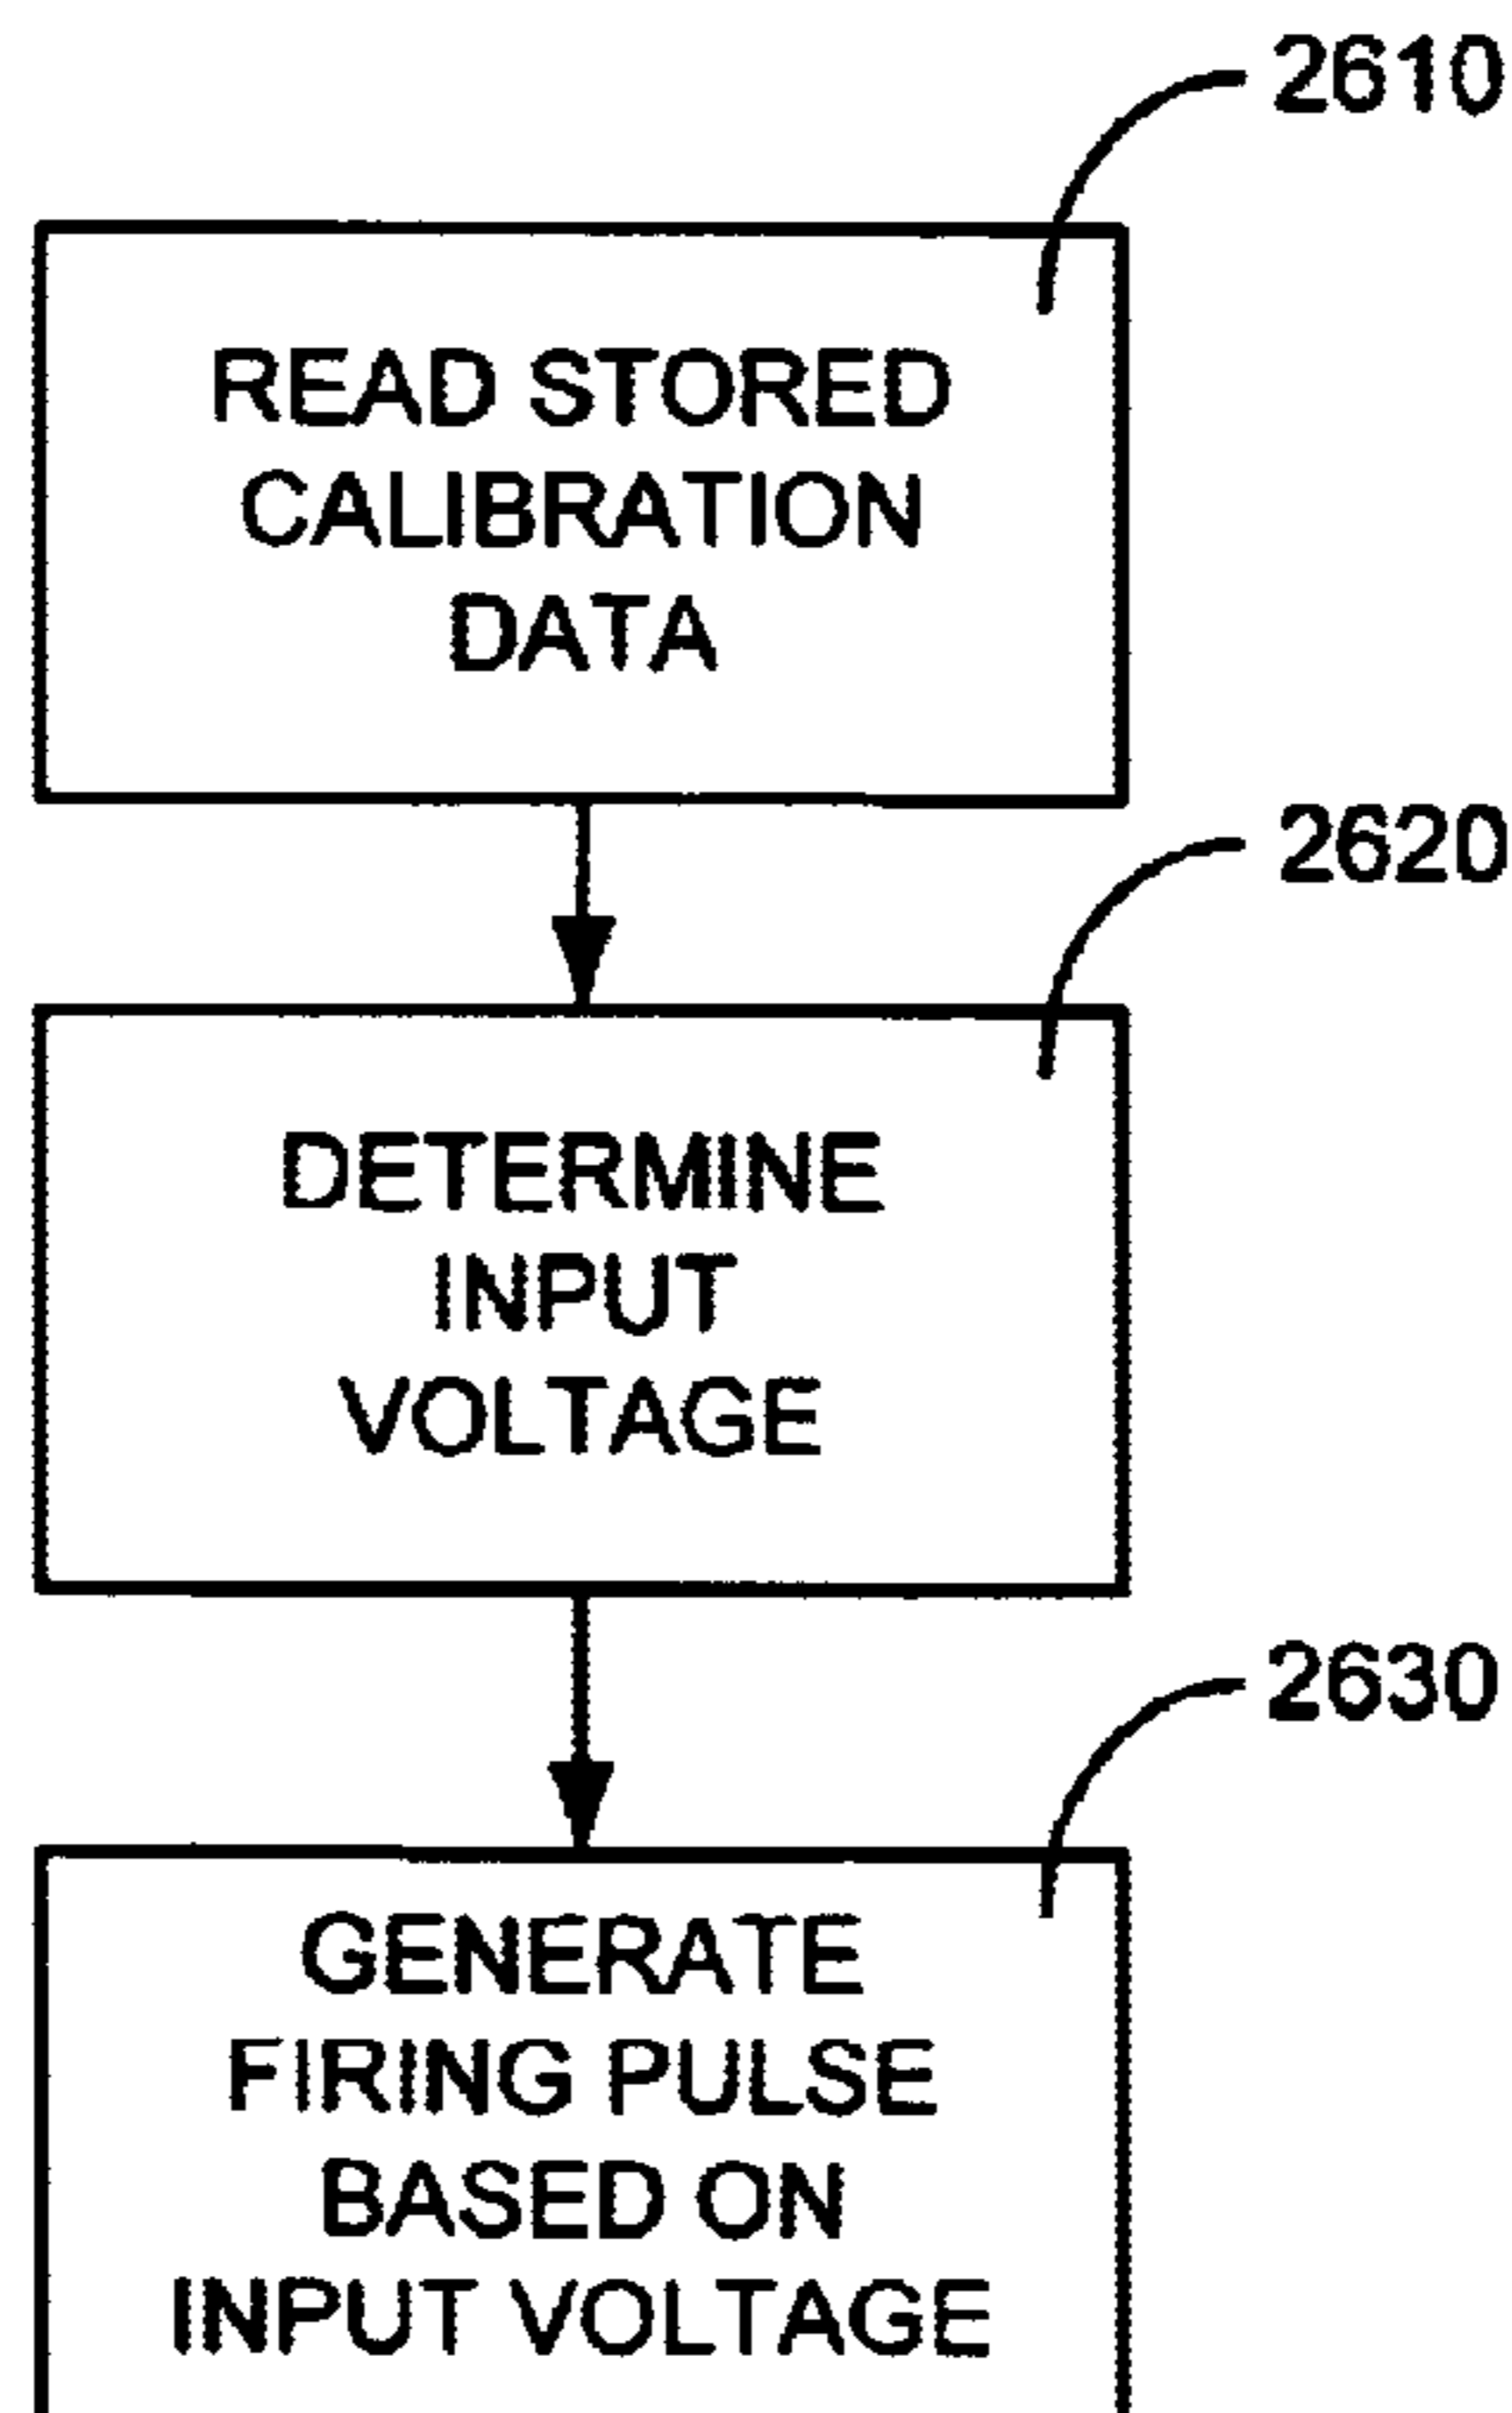 2610
READ STORED
CALIBRATION
DATA
2620
DETERMINE
INPUT
VOLTAGE
2630
GENERATE
FIRING PULSE
BASED ON
INPUT VOLTAGE